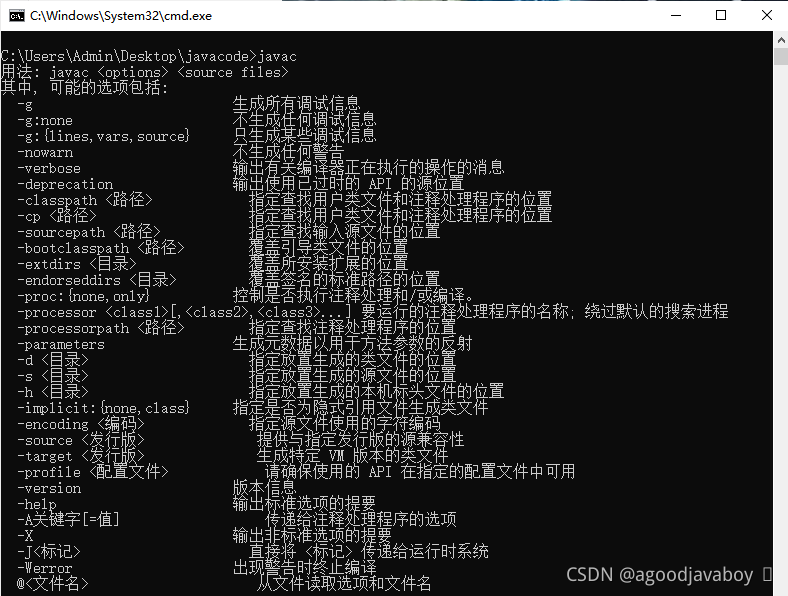 C:\Windows\System32\cmd.exe
C:\Users\Admin\Desktop\javacode>javac
用法: javac <options> <source files>
其中, 可能的选项包括:
-g 生成所有调试信息
-g:none 不生成任何调试信息
-g:{lines,vars,source} 只生成某些调试信息
-nowarn 不生成任何警告
-verbose 输出有关编译器正在执行的操作的消息
-deprecation 输出使用已过时的 API 的源位置
-classpath <路径> 指定查找用户类文件和注释处理程序的位置
-cp <路径> 指定查找用户类文件和注释处理程序的位置
-sourcepath <路径> 指定查找输入源文件的位置
-bootclasspath <路径> 覆盖引导类文件的位置
-extdirs <目录> 覆盖所安装扩展的位置
-endorseddirs <目录> 覆盖签名的标准路径的位置
-proc:{none,only} 控制是否执行注释处理和/或编译。
-processor <class1>[,<class2>,<class3>...] 要运行的注释处理程序的名称; 绕过默认的搜索进程
-processorpath <路径> 指定查找注释处理程序的位置
-parameters 生成元数据以用于方法参数的反射
-d <目录> 指定放置生成的类文件的位置
-s <目录> 指定放置生成的源文件的位置
-h <目录> 指定放置生成的本机标头文件的位置
-implicit:{none,class} 指定是否为隐式引用文件生成类文件
-encoding <编码> 指定源文件使用的字符编码
-source <发行版> 提供与指定发行版的源兼容性
-target <发行版> 生成特定 VM 版本的类文件
-profile <配置文件> 请确保使用的 API 在指定的配置文件中可用
-version 版本信息
-help 输出标准选项的提要
-A关键字[=值] 传递给注释处理程序的选项
-X 输出非标准选项的提要
-J<标记> 直接将 <标记> 传递给运行时系统
-Werror 出现警告时终止编译
@<文件名> 从文件读取选项和文件名
CSDN @agoodjavaboy